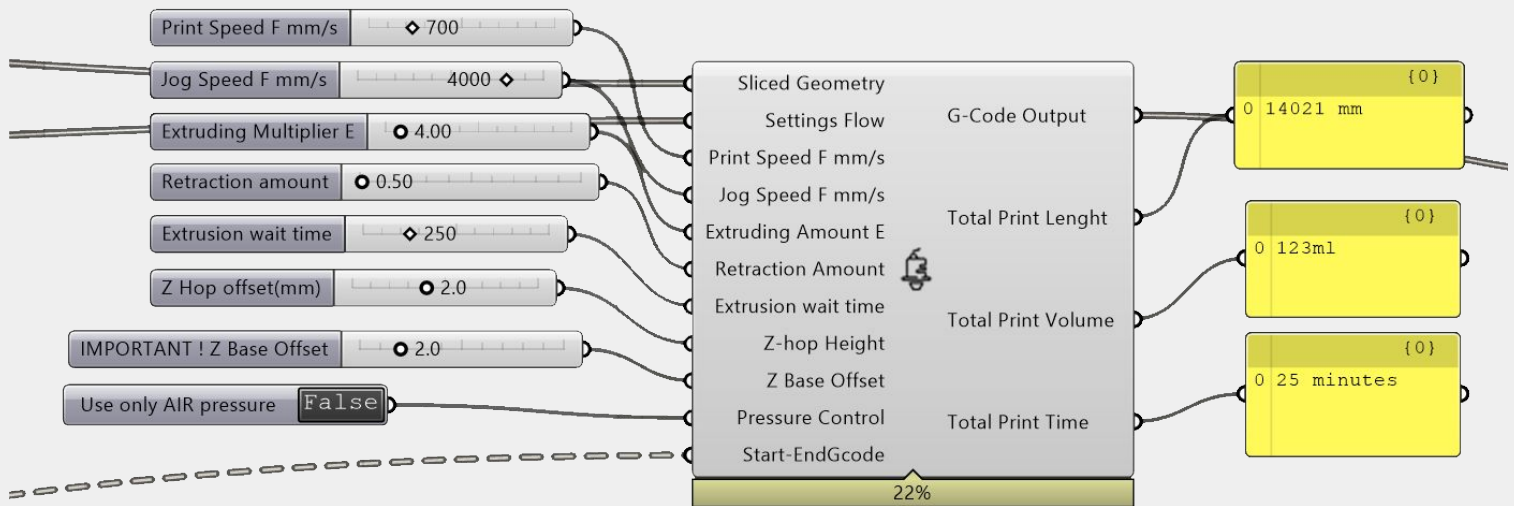 Print Speed F mm/s
700
Jog Speed F mm/s
4000
Extruding Multiplier E
4.00
Retraction amount
0.50
Extrusion wait time
250
Z Hop offset(mm)
2.0
IMPORTANT ! Z Base Offset
2.0
Use only AIR pressure
False
Sliced Geometry
Settings Flow
Print Speed F mm/s
Jog Speed F mm/s
Extruding Amount E
Retraction Amount
Extrusion wait time
Z-hop Height
Z Base Offset
Pressure Control
Start-EndGcode
G-Code Output
Total Print Lenght
Total Print Volume
Total Print Time
22%
{0}
0 14021 mm
{0}
0 123ml
{0}
0 25 minutes